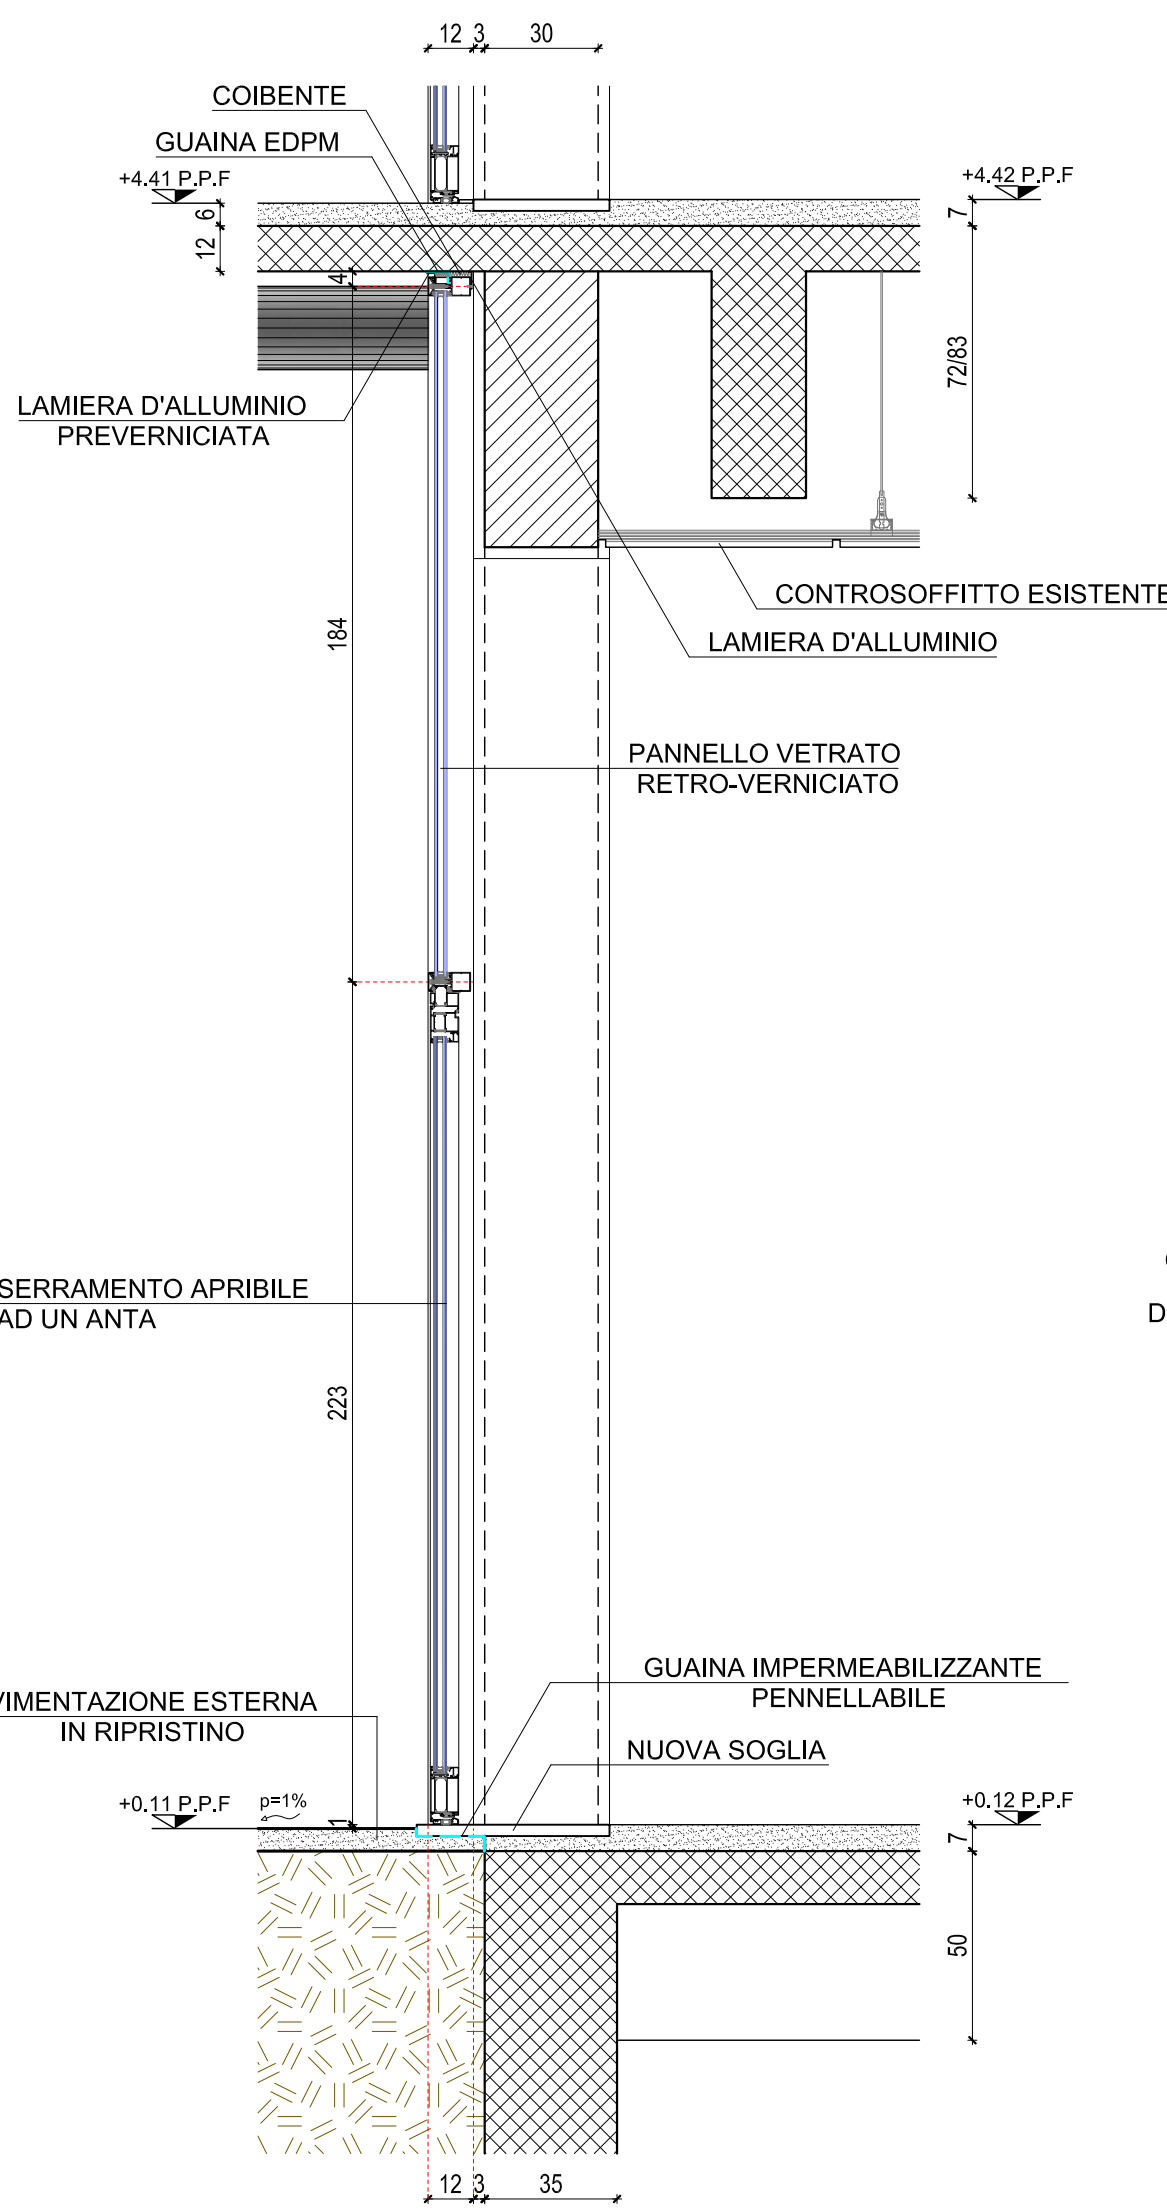 12 3 30
COIBENTE
GUAINA EDPM
+4.41 P.P.F
+4.42 P.P.F
6
7
12
4
72/83
LAMIERA D'ALLUMINIO
PREVERNICIATA
CONTROSOFFITTO ESISTENTE
184
LAMIERA D'ALLUMINIO
PANNELLO VETRATO
RETRO-VERNICIATO
SERRAMENTO APRIBILE
AD UN ANTA
D
223
GUAINA IMPERMEABILIZZANTE
PENNELLABILE
VIMENTAZIONE ESTERNA
IN RIPRISTINO
NUOVA SOGLIA
+0.11 P.P.F
p=1%
1
+0.12 P.P.F
7
50
12 3 35